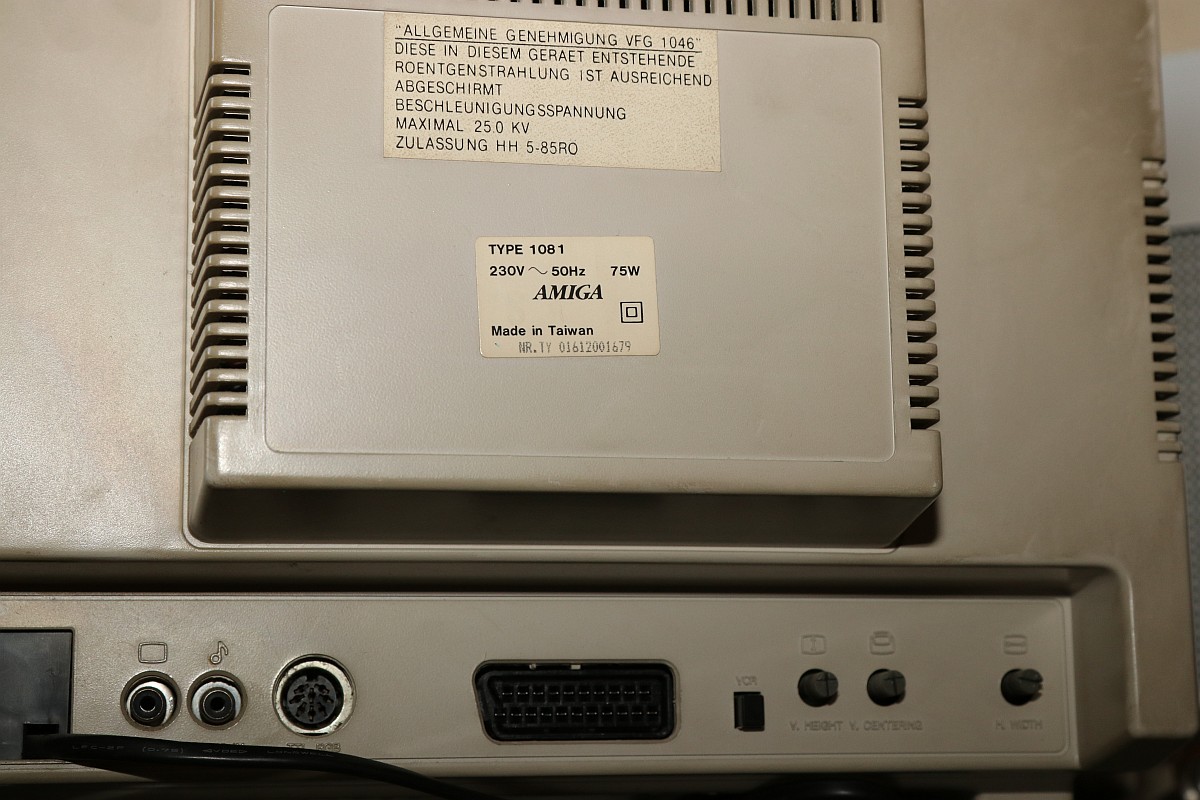 "ALLGEMEINE GENEHMIGUNG VFG 1046"
DIESE IN DIESEM GERAET ENTSTEHENDE
ROENTGENSTRAHLUNG IST AUSREICHEND
ABGESCHIRMT
BESCHLEUNIGUNGSSPANNUNG
MAXIMAL 25.0 KV
ZULASSUNG HH 5-85RO
TYPE 1081
230V ~ 50Hz 75W
AMIGA
Made in Taiwan
NR.TY 01612001679
VCR
V. HEIGHT V. CENTERING
H. WIDTH